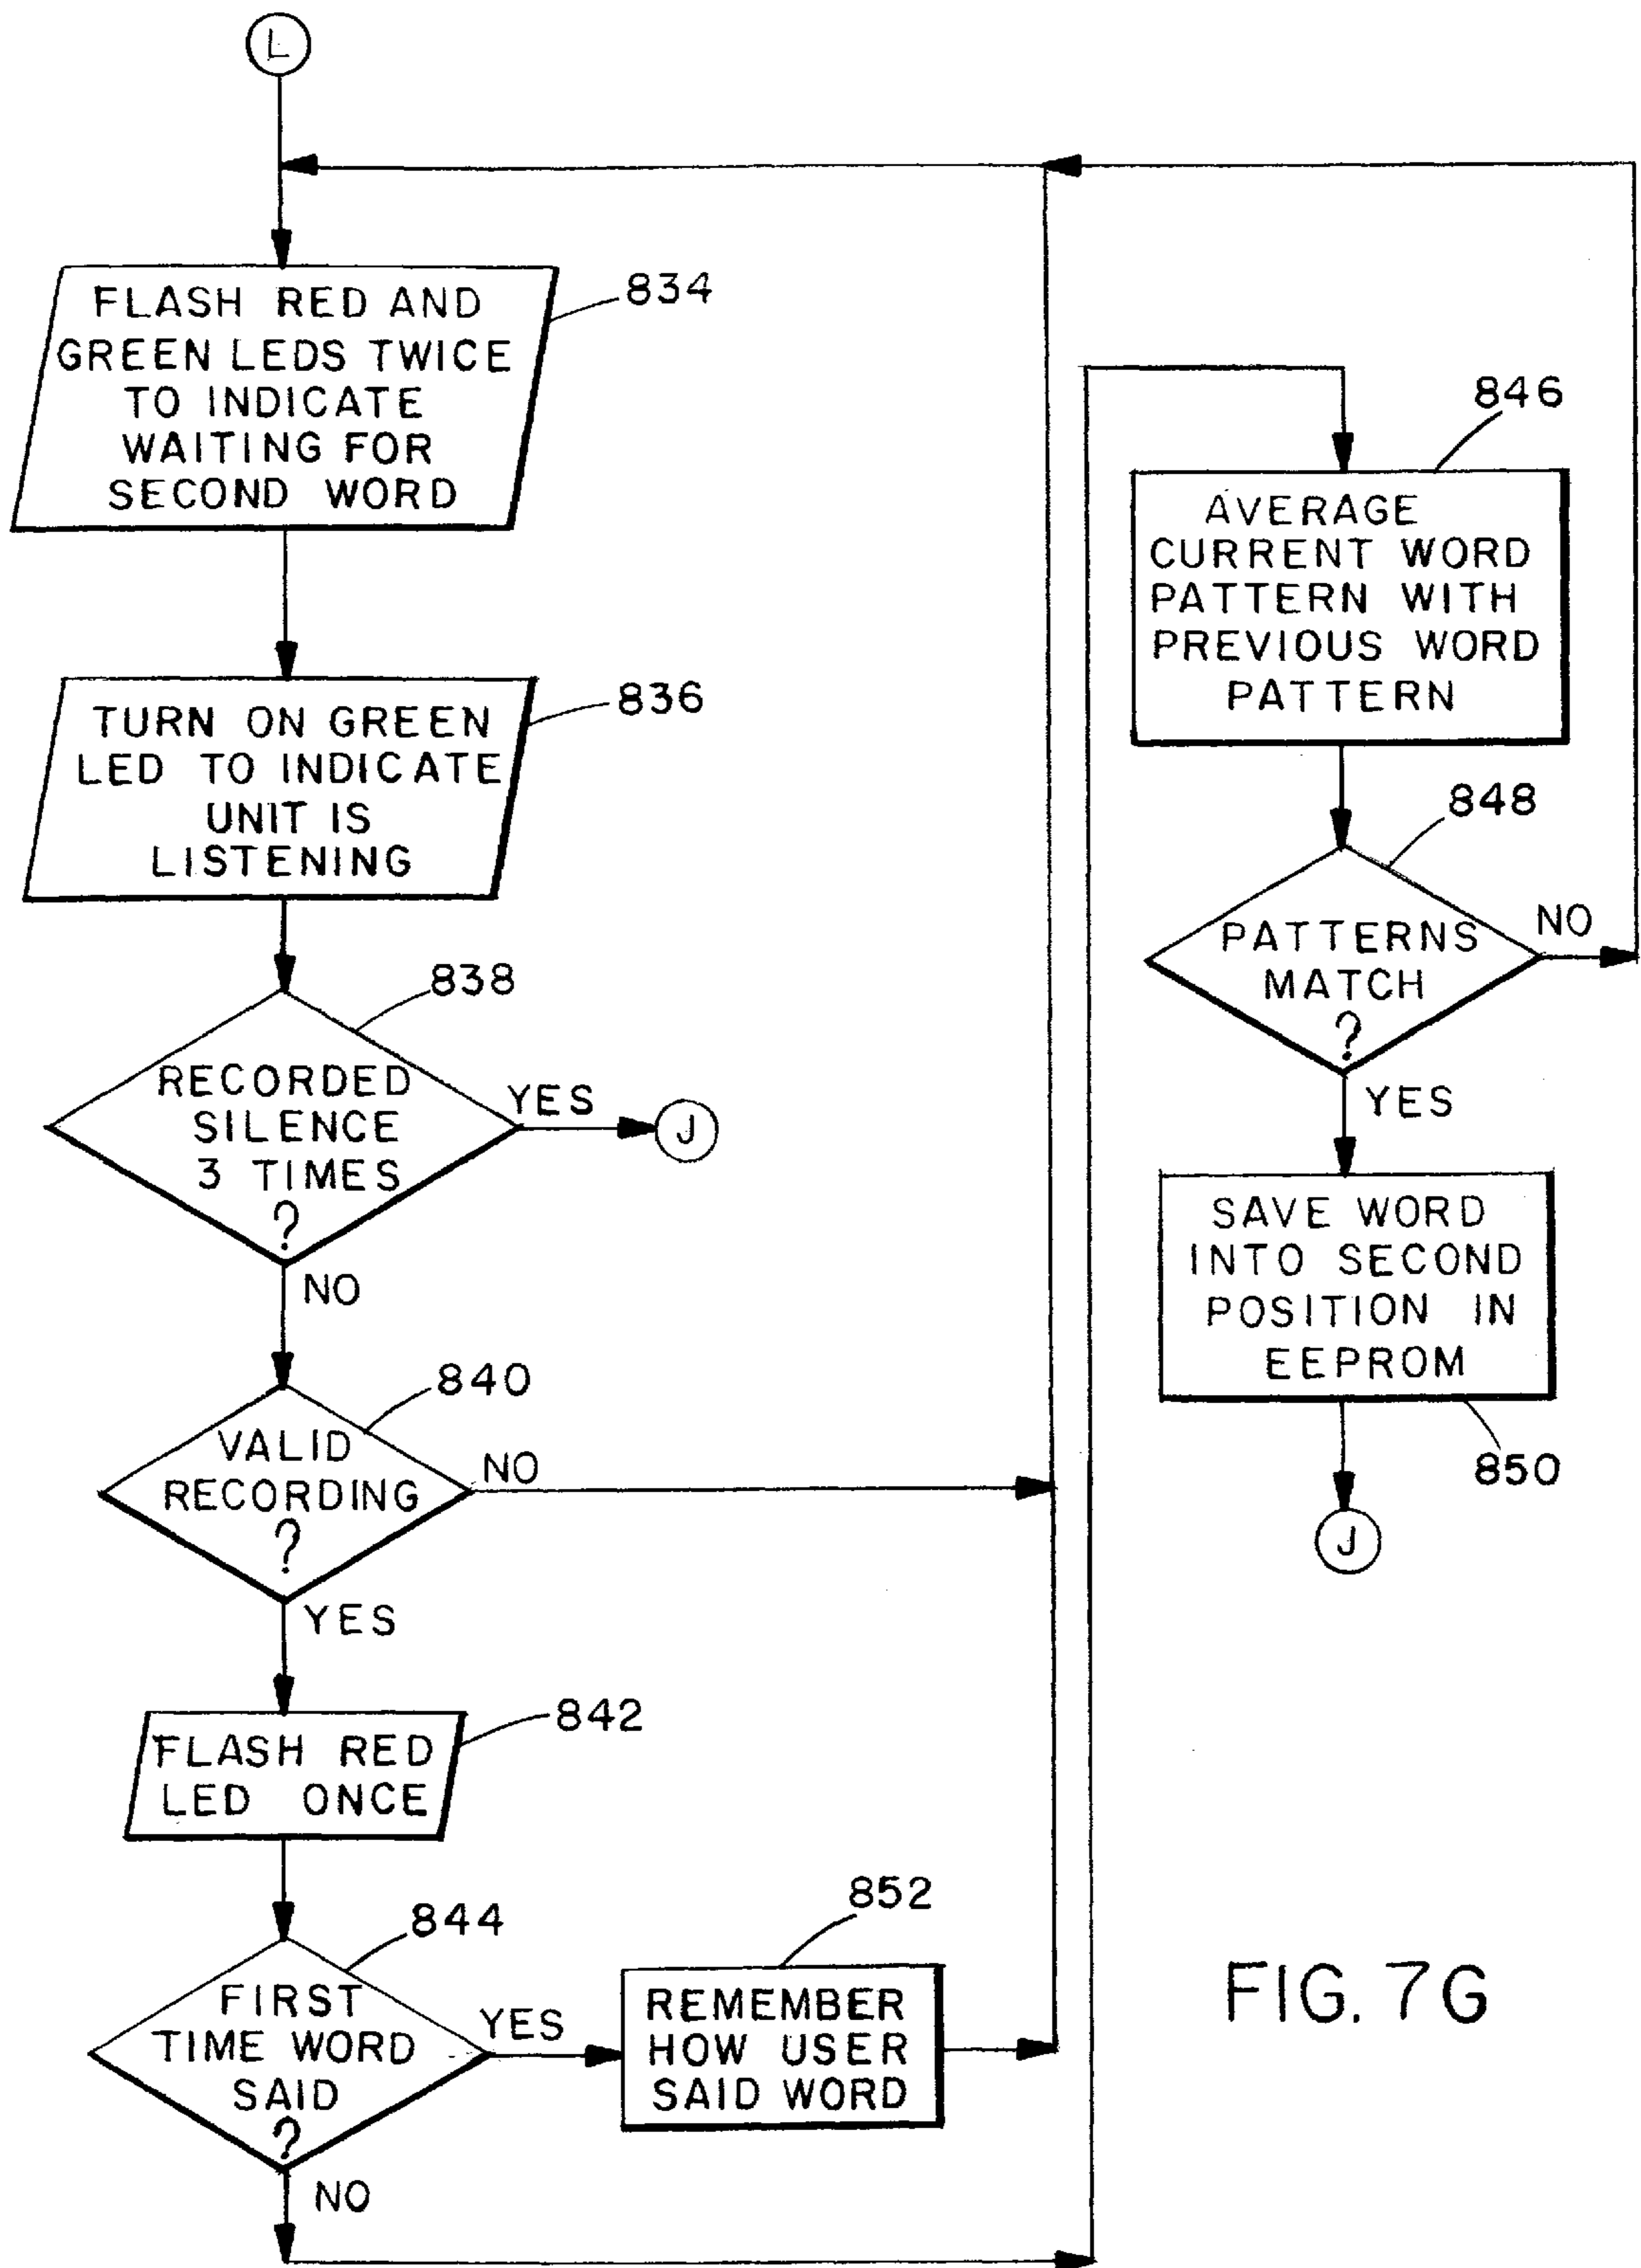 L
FLASH RED AND
GREEN LEDS TWICE
TO INDICATE
WAITING FOR
SECOND WORD
834
TURN ON GREEN
LED TO INDICATE
UNIT IS
LISTENING
836
838
RECORDED
SILENCE
3 TIMES
?
YES
J
NO
840
VALID
RECORDING
?
NO
YES
842
FLASH RED
LED ONCE
844
FIRST
TIME WORD
SAID
?
YES
NO
852
REMEMBER
HOW USER
SAID WORD
846
AVERAGE
CURRENT WORD
PATTERN WITH
PREVIOUS WORD
PATTERN
848
PATTERNS
MATCH
?
NO
YES
SAVE WORD
INTO SECOND
POSITION IN
EEPROM
850
J
FIG. 7G